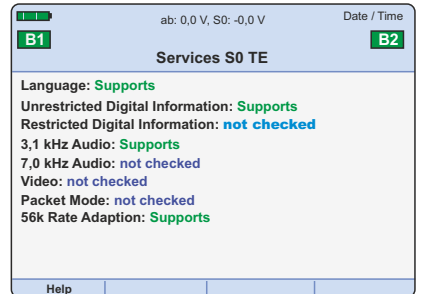 ab: 0,0 V, S0: -0,0 V
Date / Time
B1
B2
Services S0 TE
Language: Supports
Unrestricted Digital Information: Supports
Restricted Digital Information: not checked
3,1 kHz Audio: Supports
7,0 kHz Audio: not checked
Video: not checked
Packet Mode: not checked
56k Rate Adaption: Supports
Help